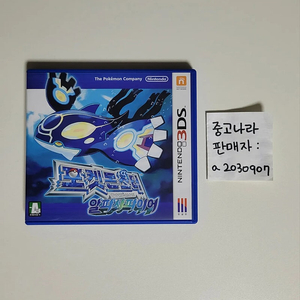 The Pokémon Company
Nintendo
NINTENDO 3DS
포켓몬스터
알파사파이어
중고나라
판매자 :
a2030907